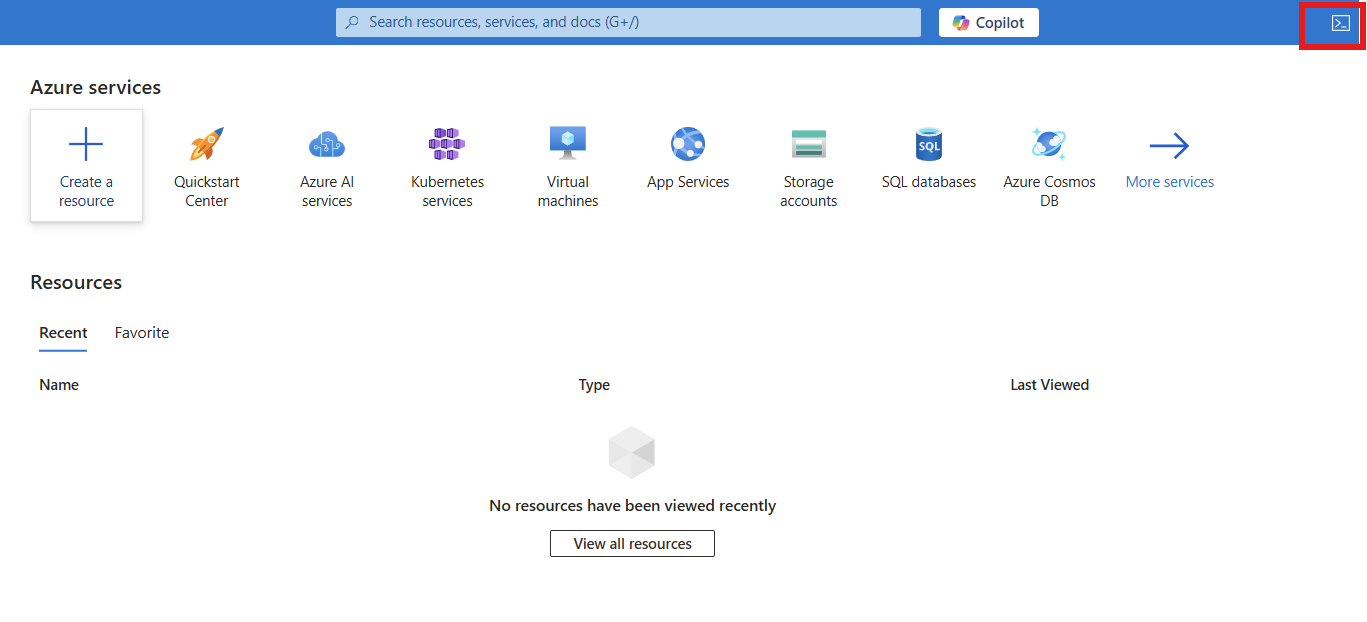 Search resources, services, and docs (G+/)
Copilot
Azure services
Create a resource
Quickstart Center
Azure AI services
Kubernetes services
Virtual machines
App Services
Storage accounts
SQL
SQL databases
Azure Cosmos DB
More services
Resources
Recent Favorite
Name Type Last Viewed
No resources have been viewed recently
View all resources